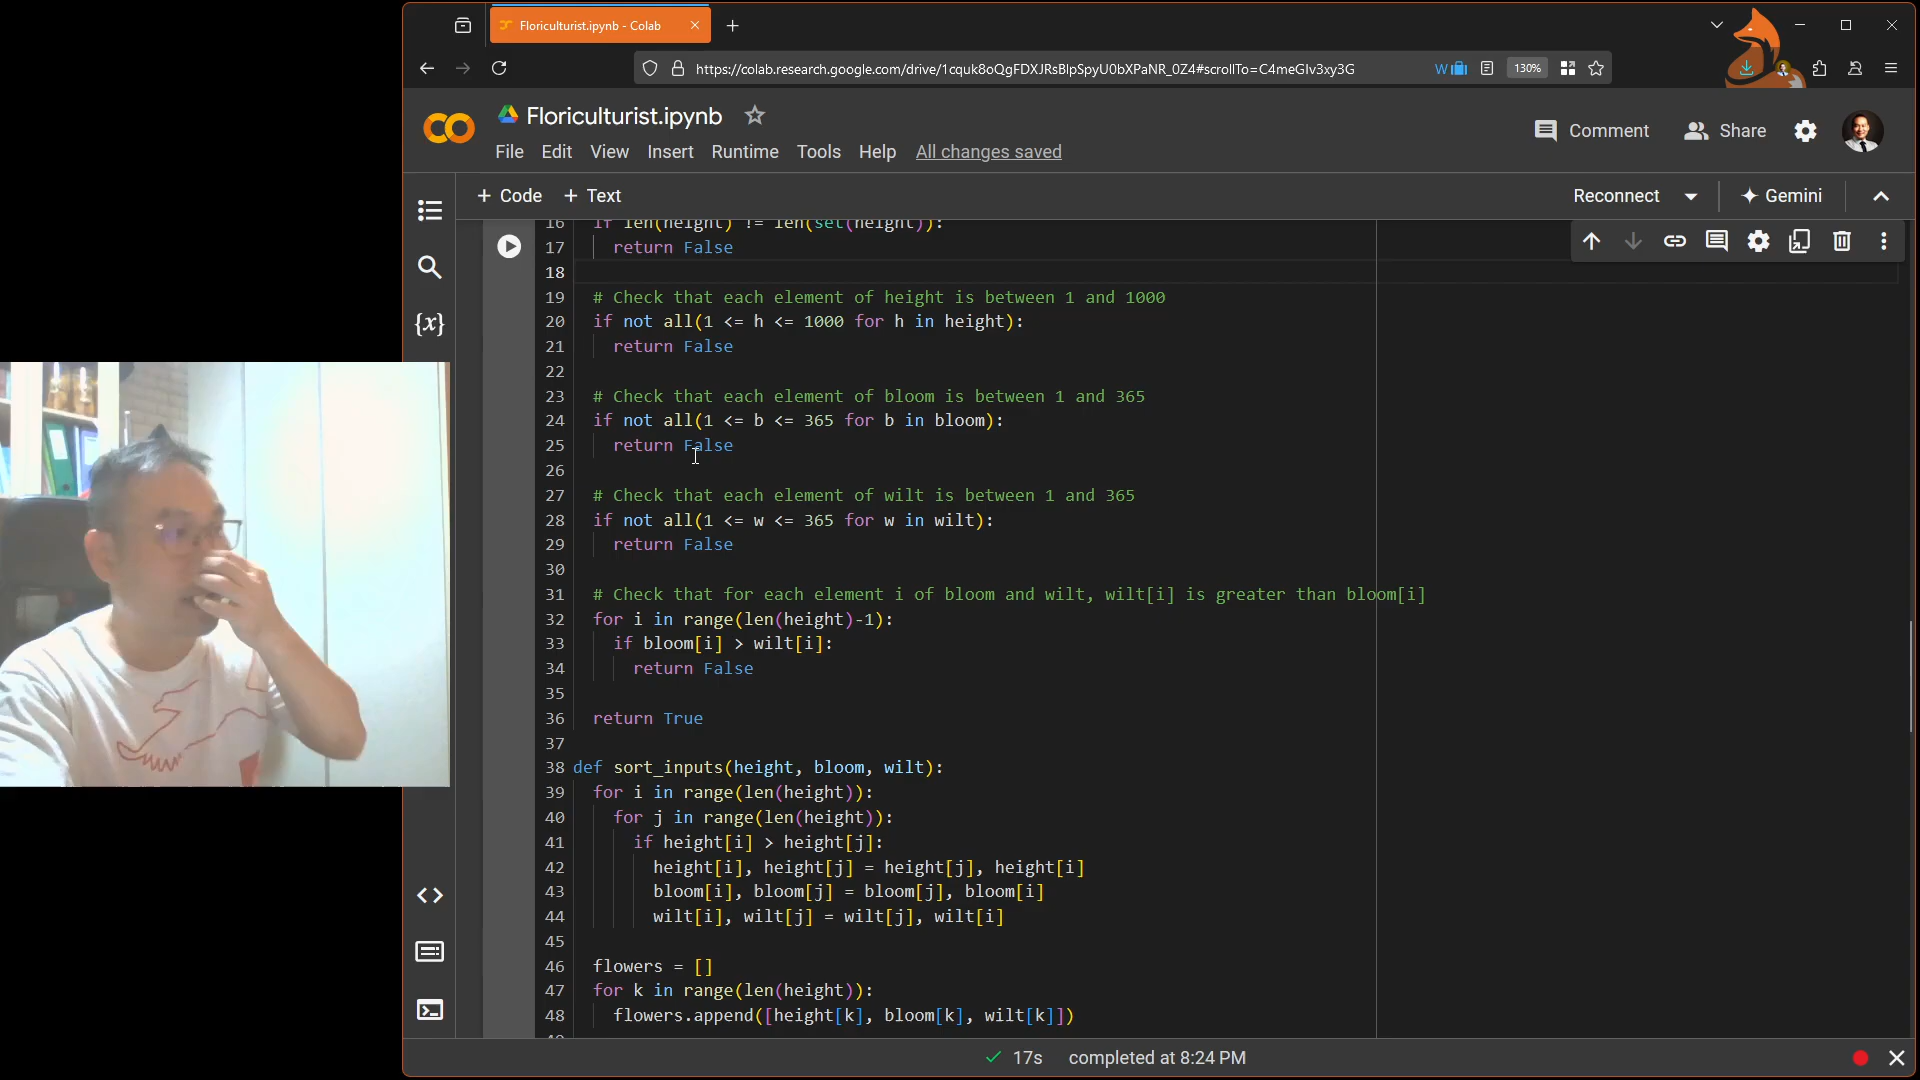 Floriculturist.ipynb - Colab
https://colab.research.google.com/drive/1cquk8oQgFDXJRsBlpSpyU0bXPaNR_0Z4#scrollTo=C4meGIv3xy3G
W
130%
CO
Floriculturist.ipynb
Comment
Share
File Edit View Insert Runtime Tools Help All changes saved
+ Code + Text
Reconnect
Gemini
{x}
16 if len(height) != len(set(height)):
17 return False
18
19 # Check that each element of height is between 1 and 1000
20 if not all(1 <= h <= 1000 for h in height):
21 return False
22
23 # Check that each element of bloom is between 1 and 365
24 if not all(1 <= b <= 365 for b in bloom):
25 return False
26
27 # Check that each element of wilt is between 1 and 365
28 if not all(1 <= w <= 365 for w in wilt):
29 return False
30
31 # Check that for each element i of bloom and wilt, wilt[i] is greater than bloom[i]
32 for i in range(len(height)-1):
33 if bloom[i] > wilt[i]:
34 return False
35
36 return True
37
38 def sort_inputs(height, bloom, wilt):
39 for i in range(len(height)):
40 for j in range(len(height)):
41 if height[i] > height[j]:
42 height[i], height[j] = height[j], height[i]
43 bloom[i], bloom[j] = bloom[j], bloom[i]
44 wilt[i], wilt[j] = wilt[j], wilt[i]
45
46 flowers = []
47 for k in range(len(height)):
48 flowers.append([height[k], bloom[k], wilt[k]])
17s completed at 8:24 PM